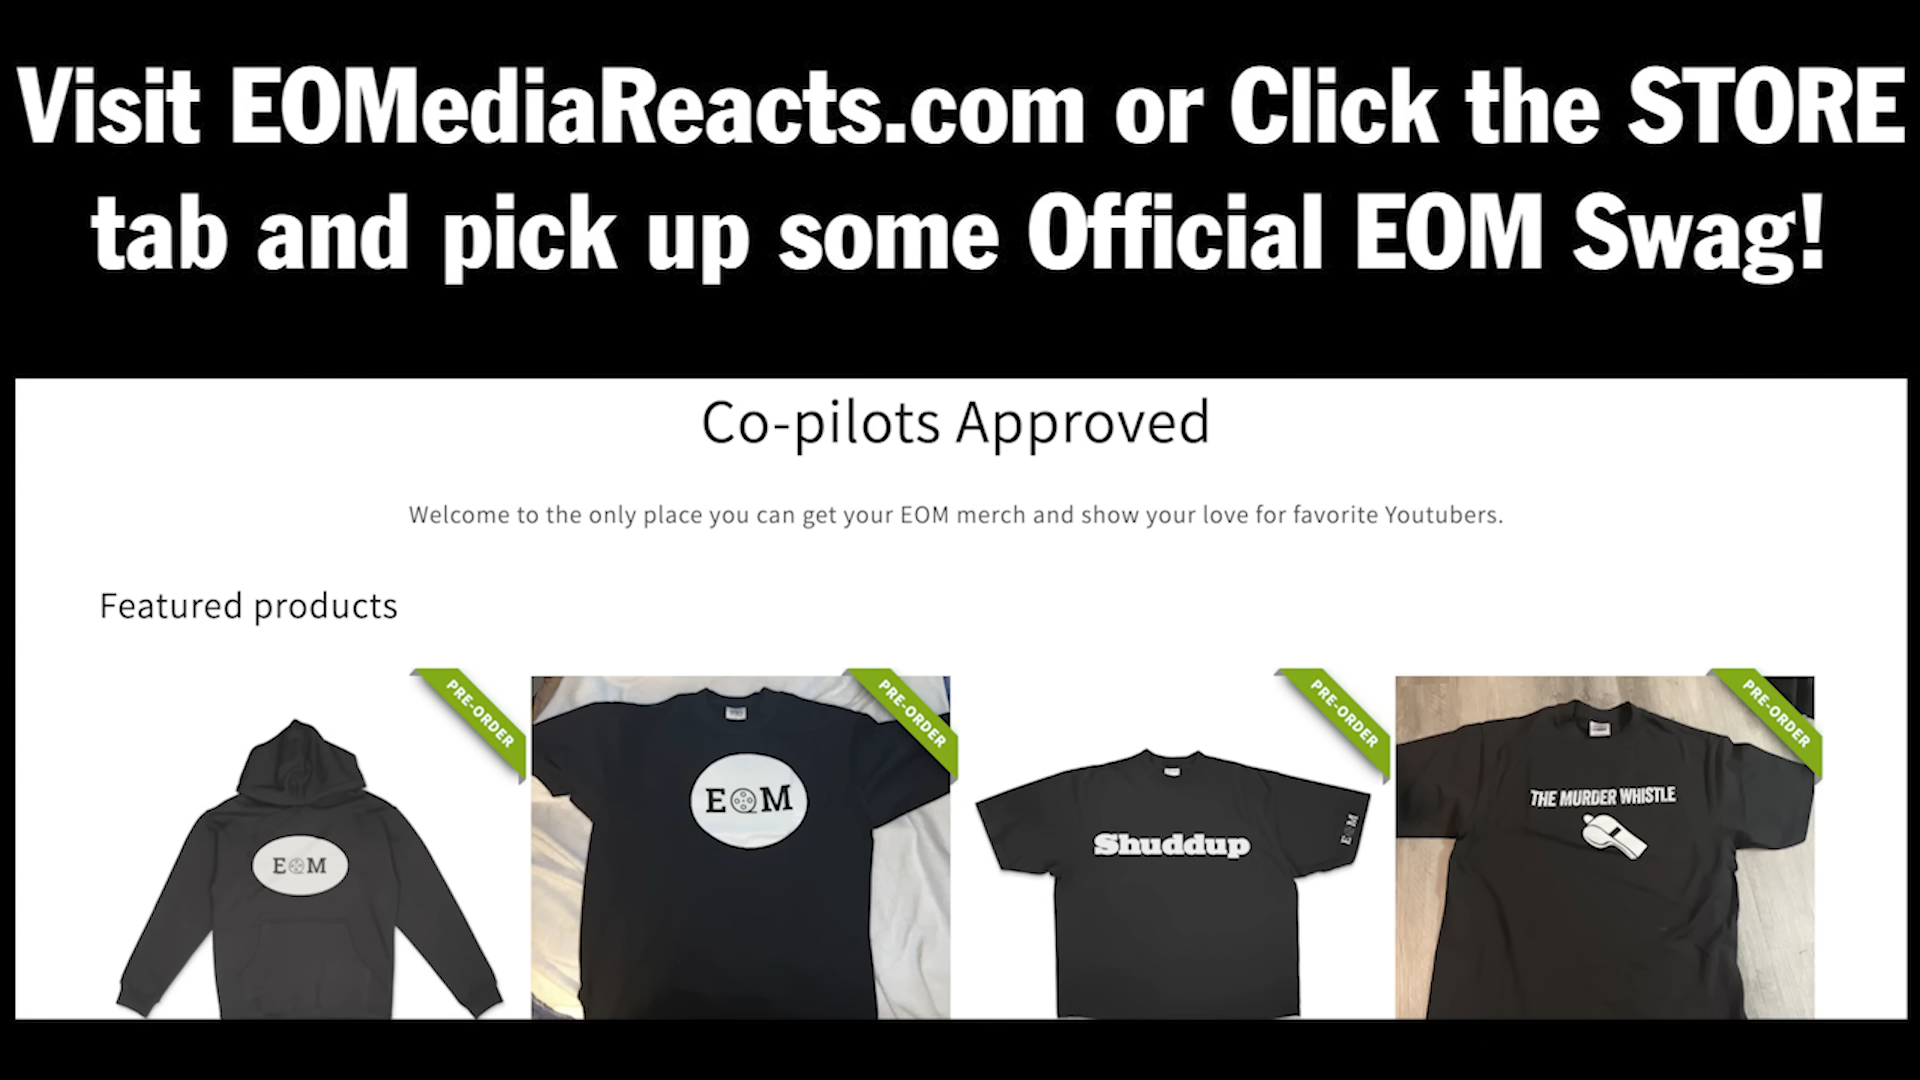 Visit EOMediaReacts.com or Click the STORE
tab and pick up some Official EOM Swag!
Co-pilots Approved
Welcome to the only place you can get your EOM merch and show your love for favorite Youtubers.
Featured products
PRE-ORDER
PRE-ORDER
PRE-ORDER
PRE-ORDER
EOM
EOM
Shuddup
EOM
THE MURDER WHISTLE